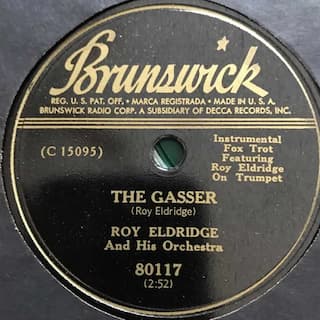 Brunswick
REG. U. S. PAT. OFF. • MARCA REGISTRADA • MADE IN U. S. A.
BRUNSWICK RADIO CORP. A SUBSIDIARY OF DECCA RECORDS, INC.
(C 15095)
Instrumental
Fox Trot
Featuring
Roy Eldridge
On Trumpet
THE GASSER
(Roy Eldridge)
ROY ELDRIDGE
And His Orchestra
80117
(2:52)